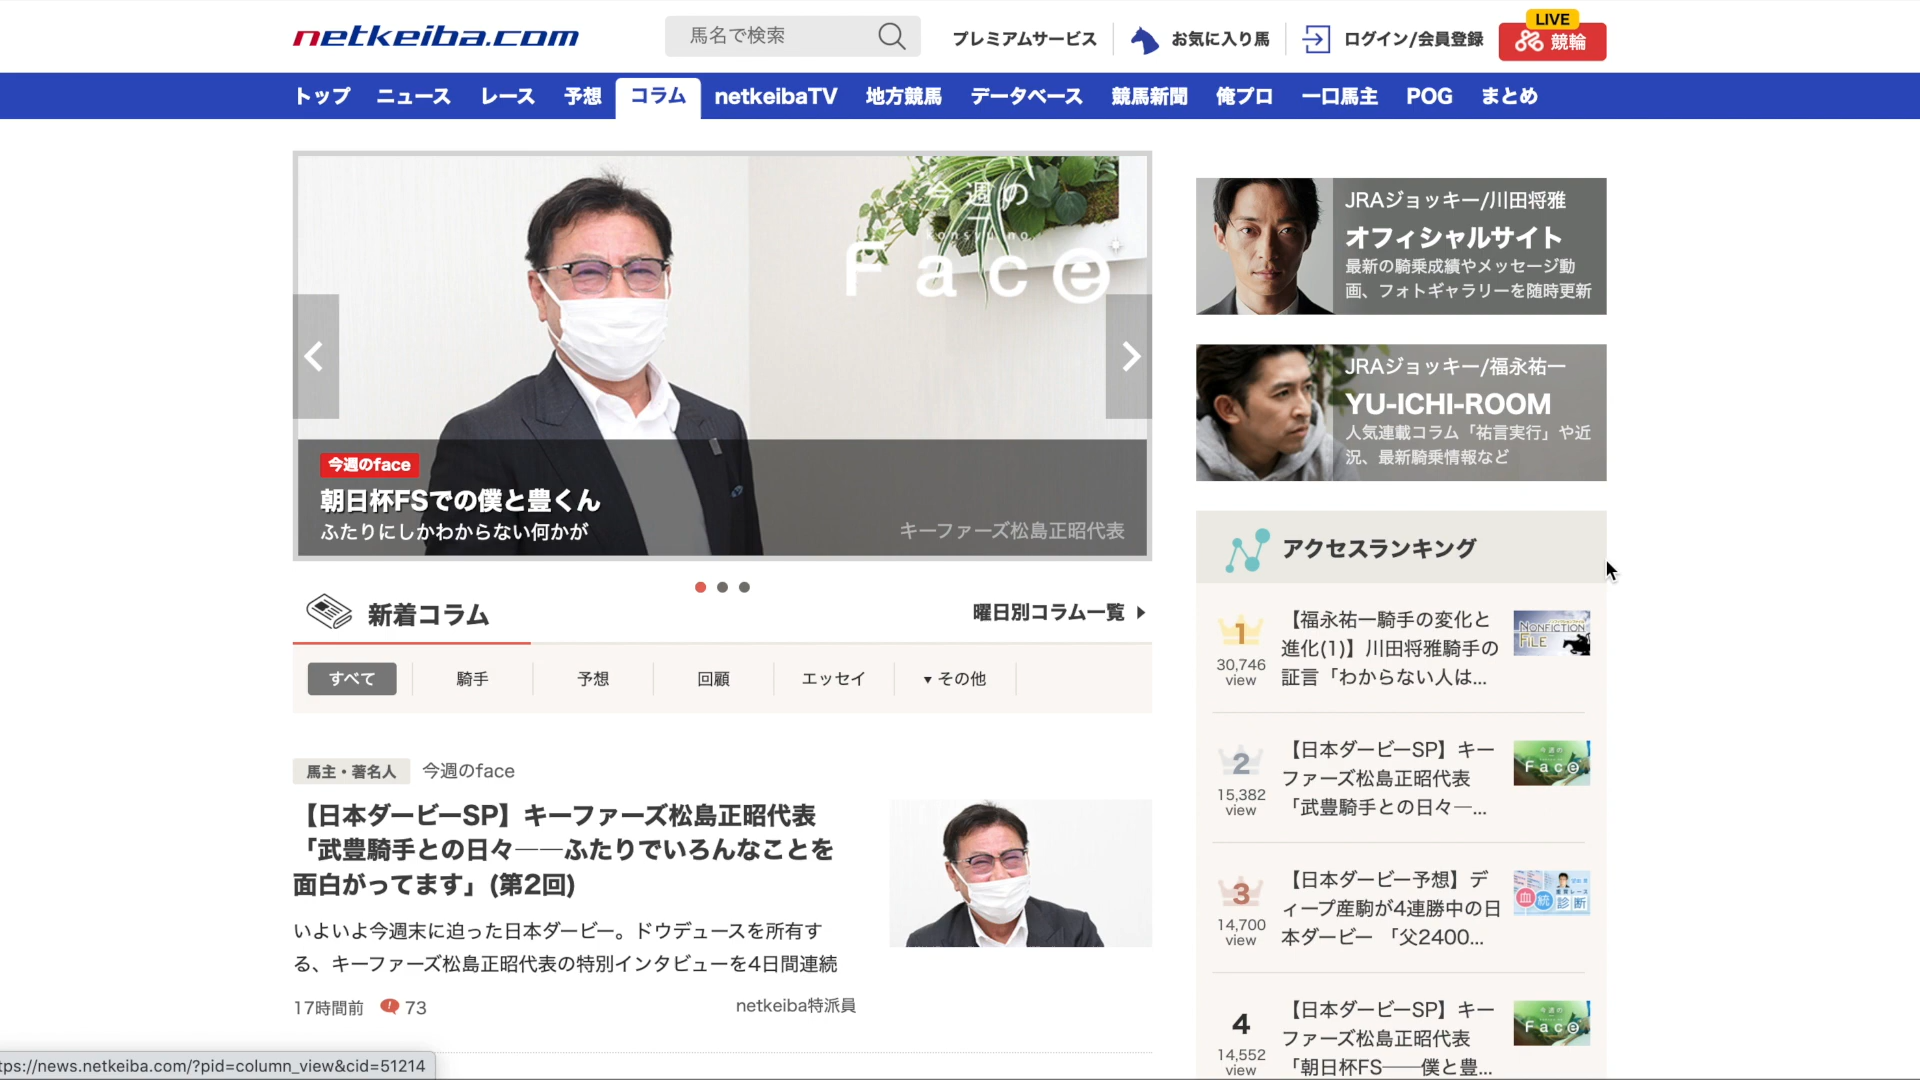 netkeiba.com
馬名で検索
プレミアムサービス
お気に入り馬
ログイン/会員登録
LIVE
競輪
トップ ニュース レース 予想 コラム netkeibaTV 地方競馬 データベース 競馬新聞 俺プロ 一口馬主 POG まとめ
今週の
konsyu no
Face
今週のface
朝日杯FSでの僕と豊くん
ふたりにしかわからない何かが
キーファーズ松島正昭代表
新着コラム
曜日別コラム一覧
すべて 騎手 予想 回顧 エッセイ ▼その他
馬主・著名人 今週のface
【日本ダービーSP】キーファーズ松島正昭代表
「武豊騎手との日々――ふたりでいろんなことを
面白がってます」(第2回)
いよいよ今週末に迫った日本ダービー。ドウデュースを所有す
る、キーファーズ松島正昭代表の特別インタビューを4日間連続
17時間前 73
netkeiba特派員
JRAジョッキー/川田将雅
オフィシャルサイト
最新の騎乗成績やメッセージ動
画、フォトギャラリーを随時更新
JRAジョッキー/福永祐一
YU-ICHI-ROOM
人気連載コラム「祐言実行」や近
況、最新騎乗情報など
アクセスランキング
1
30,746
view
【福永祐一騎手の変化と
進化(1)】川田将雅騎手の
証言「わからない人は...
NONFICTION
FILE
2
15,382
view
【日本ダービーSP】キー
ファーズ松島正昭代表
「武豊騎手との日々―...
今週の
Face
3
14,700
view
【日本ダービー予想】デ
ィープ産駒が4連勝中の日
本ダービー 「父2400...
血統診断
4
14,552
view
【日本ダービーSP】キー
ファーズ松島正昭代表
「朝日杯FS――僕と豊...
今週の
Face
tps://news.netkeiba.com/?pid=column_view&cid=51214